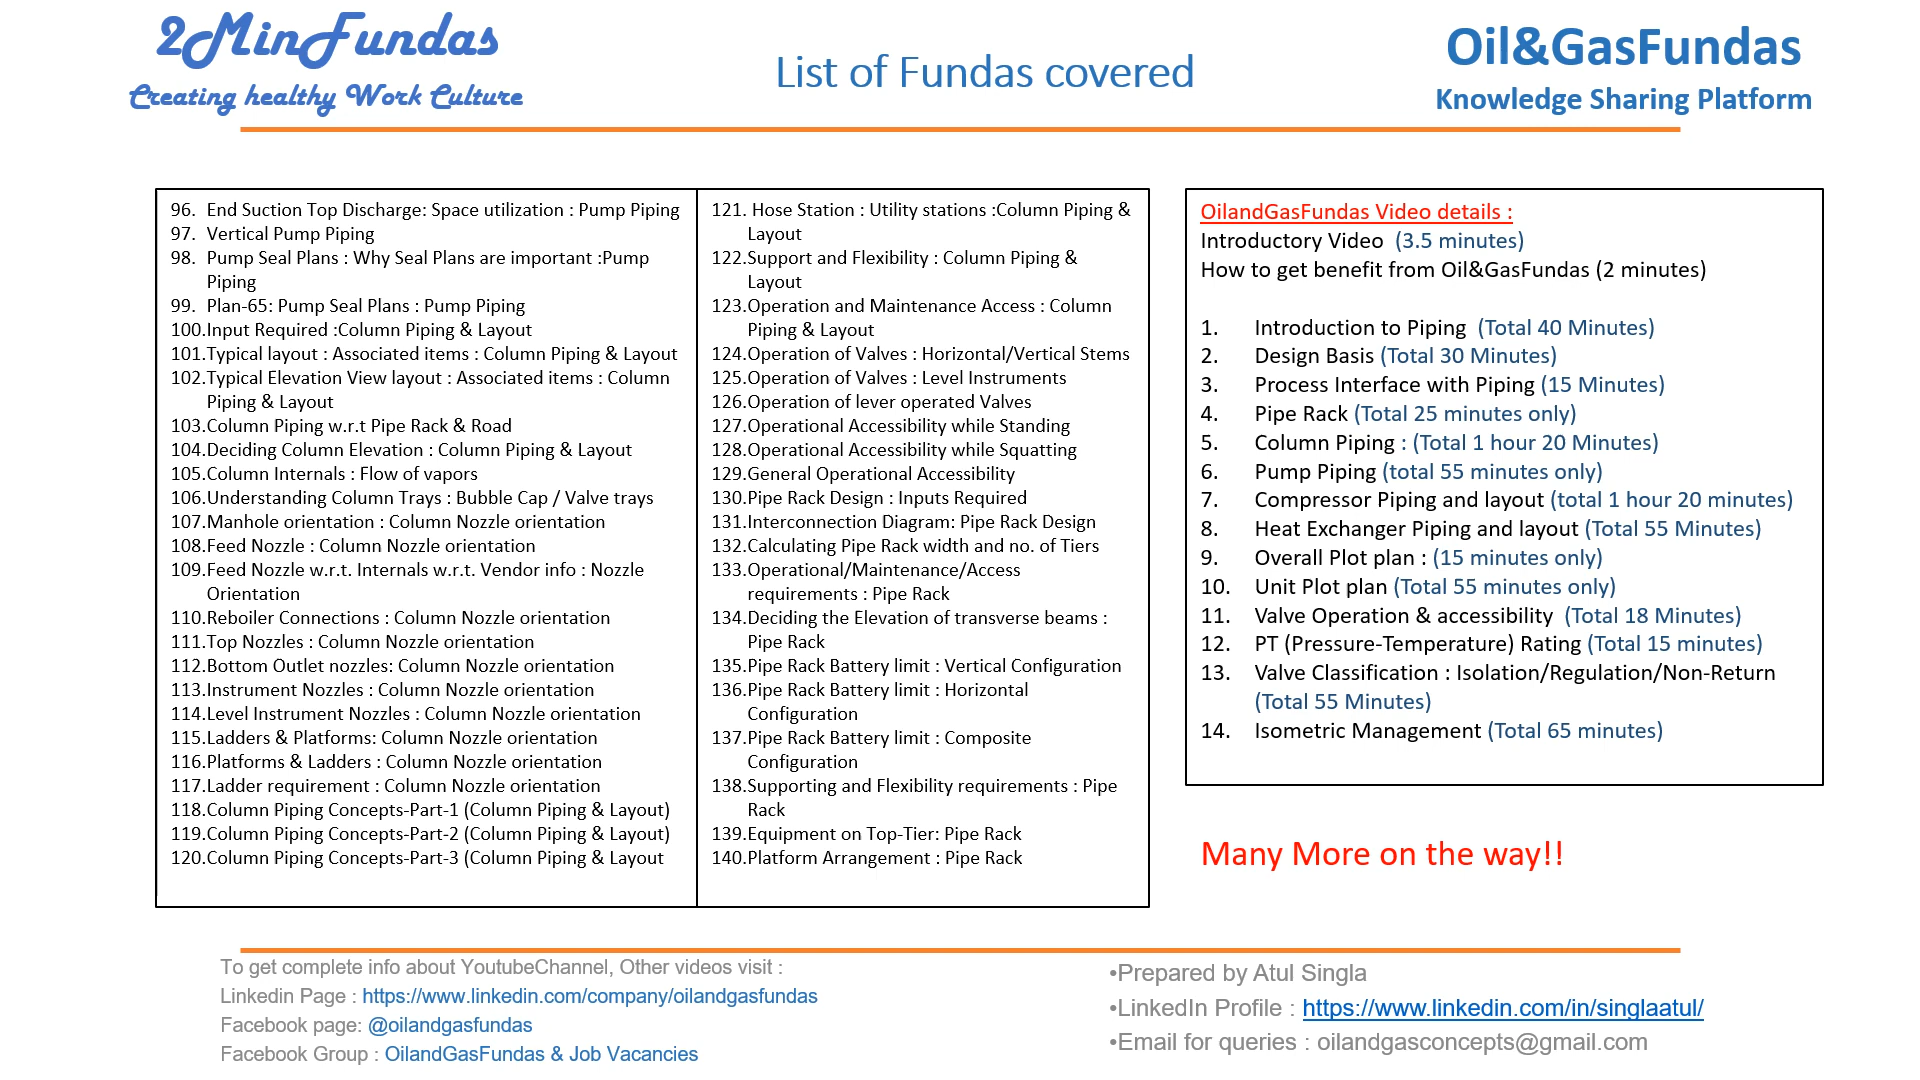 2MinFundas
Creating healthy Work Culture
List of Fundas covered
Oil&GasFundas
Knowledge Sharing Platform
96. End Suction Top Discharge: Space utilization : Pump Piping
97. Vertical Pump Piping
98. Pump Seal Plans : Why Seal Plans are important :Pump
Piping
99. Plan-65: Pump Seal Plans : Pump Piping
100.Input Required :Column Piping & Layout
101.Typical layout : Associated items : Column Piping & Layout
102.Typical Elevation View layout : Associated items : Column
Piping & Layout
103.Column Piping w.r.t Pipe Rack & Road
104.Deciding Column Elevation : Column Piping & Layout
105.Column Internals : Flow of vapors
106.Understanding Column Trays : Bubble Cap / Valve trays
107.Manhole orientation : Column Nozzle orientation
108.Feed Nozzle : Column Nozzle orientation
109.Feed Nozzle w.r.t. Internals w.r.t. Vendor info : Nozzle
Orientation
110.Reboiler Connections : Column Nozzle orientation
111.Top Nozzles : Column Nozzle orientation
112.Bottom Outlet nozzles: Column Nozzle orientation
113.Instrument Nozzles : Column Nozzle orientation
114.Level Instrument Nozzles : Column Nozzle orientation
115.Ladders & Platforms: Column Nozzle orientation
116.Platforms & Ladders : Column Nozzle orientation
117.Ladder requirement : Column Nozzle orientation
118.Column Piping Concepts-Part-1 (Column Piping & Layout)
119.Column Piping Concepts-Part-2 (Column Piping & Layout)
120.Column Piping Concepts-Part-3 (Column Piping & Layout
121. Hose Station : Utility stations :Column Piping &
Layout
122.Support and Flexibility : Column Piping &
Layout
123.Operation and Maintenance Access : Column
Piping & Layout
124.Operation of Valves : Horizontal/Vertical Stems
125.Operation of Valves : Level Instruments
126.Operation of lever operated Valves
127.Operational Accessibility while Standing
128.Operational Accessibility while Squatting
129.General Operational Accessibility
130.Pipe Rack Design : Inputs Required
131.Interconnection Diagram: Pipe Rack Design
132.Calculating Pipe Rack width and no. of Tiers
133.Operational/Maintenance/Access
requirements : Pipe Rack
134.Deciding the Elevation of transverse beams :
Pipe Rack
135.Pipe Rack Battery limit : Vertical Configuration
136.Pipe Rack Battery limit : Horizontal
Configuration
137.Pipe Rack Battery limit : Composite
Configuration
138.Supporting and Flexibility requirements : Pipe
Rack
139.Equipment on Top-Tier: Pipe Rack
140.Platform Arrangement : Pipe Rack
OilandGasFundas Video details :
Introductory Video (3.5 minutes)
How to get benefit from Oil&GasFundas (2 minutes)
1. Introduction to Piping (Total 40 Minutes)
2. Design Basis (Total 30 Minutes)
3. Process Interface with Piping (15 Minutes)
4. Pipe Rack (Total 25 minutes only)
5. Column Piping : (Total 1 hour 20 Minutes)
6. Pump Piping (total 55 minutes only)
7. Compressor Piping and layout (total 1 hour 20 minutes)
8. Heat Exchanger Piping and layout (Total 55 Minutes)
9. Overall Plot plan : (15 minutes only)
10. Unit Plot plan (Total 55 minutes only)
11. Valve Operation & accessibility (Total 18 Minutes)
12. PT (Pressure-Temperature) Rating (Total 15 minutes)
13. Valve Classification : Isolation/Regulation/Non-Return
(Total 55 Minutes)
14. Isometric Management (Total 65 minutes)
Many More on the way!!
To get complete info about YoutubeChannel, Other videos visit :
Linkedin Page : https://www.linkedin.com/company/oilandgasfundas
Facebook page: @oilandgasfundas
Facebook Group : OilandGasFundas & Job Vacancies
•Prepared by Atul Singla
•LinkedIn Profile : https://www.linkedin.com/in/singlaatul/
•Email for queries : oilandgasconcepts@gmail.com